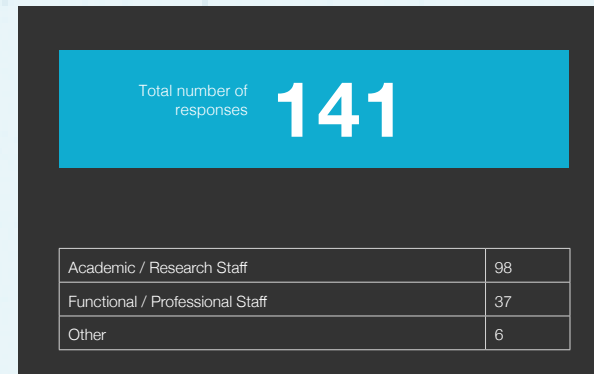 Total number of
responses
141
Academic / Research Staff 98
Functional / Professional Staff 37
Other 6